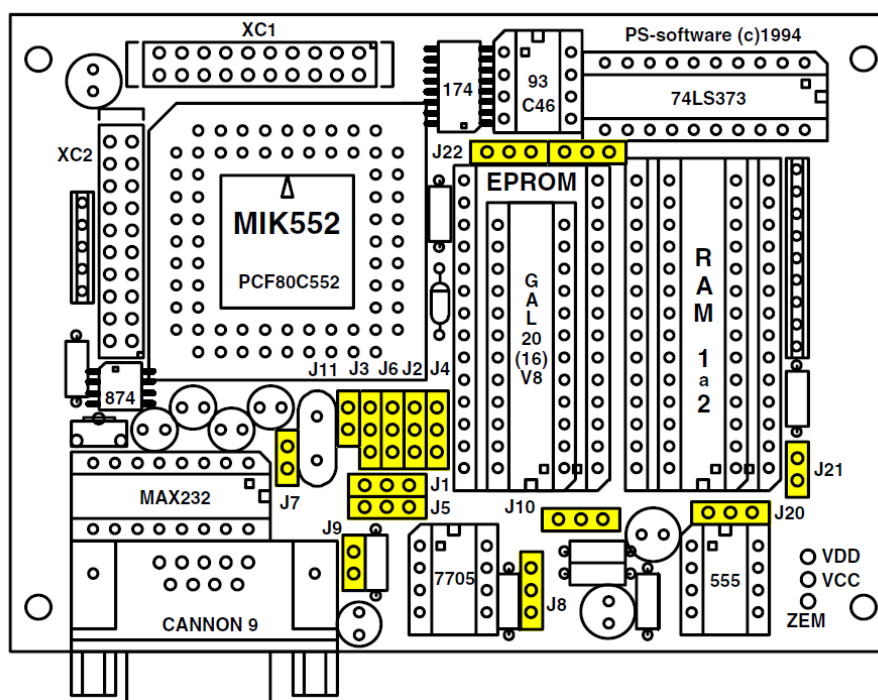 XC1
PS-software (c)1994
174
93
C46
74LS373
XC2
J22
EPROM
MIK552
PCF80C552
GAL
20
(16)
V8
RAM
1
a
2
J11
J3
J6
J2
J4
874
J21
MAX232
J7
J1
J5
J10
J20
J9
7705
J8
555
VDD
VCC
ZEM
CANNON 9